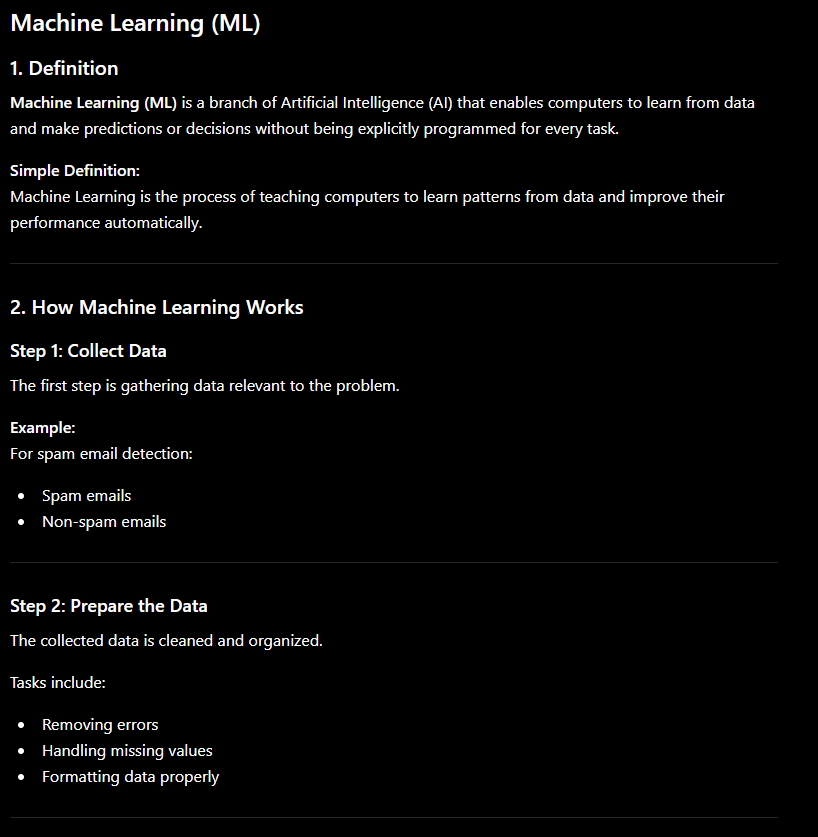 Machine Learning (ML)
1. Definition
Machine Learning (ML) is a branch of Artificial Intelligence (AI) that enables computers to learn from data
and make predictions or decisions without being explicitly programmed for every task.
Simple Definition:
Machine Learning is the process of teaching computers to learn patterns from data and improve their
performance automatically.
2. How Machine Learning Works
Step 1: Collect Data
The first step is gathering data relevant to the problem.
Example:
For spam email detection:
• Spam emails
• Non-spam emails
Step 2: Prepare the Data
The collected data is cleaned and organized.
Tasks include:
• Removing errors
• Handling missing values
• Formatting data properly